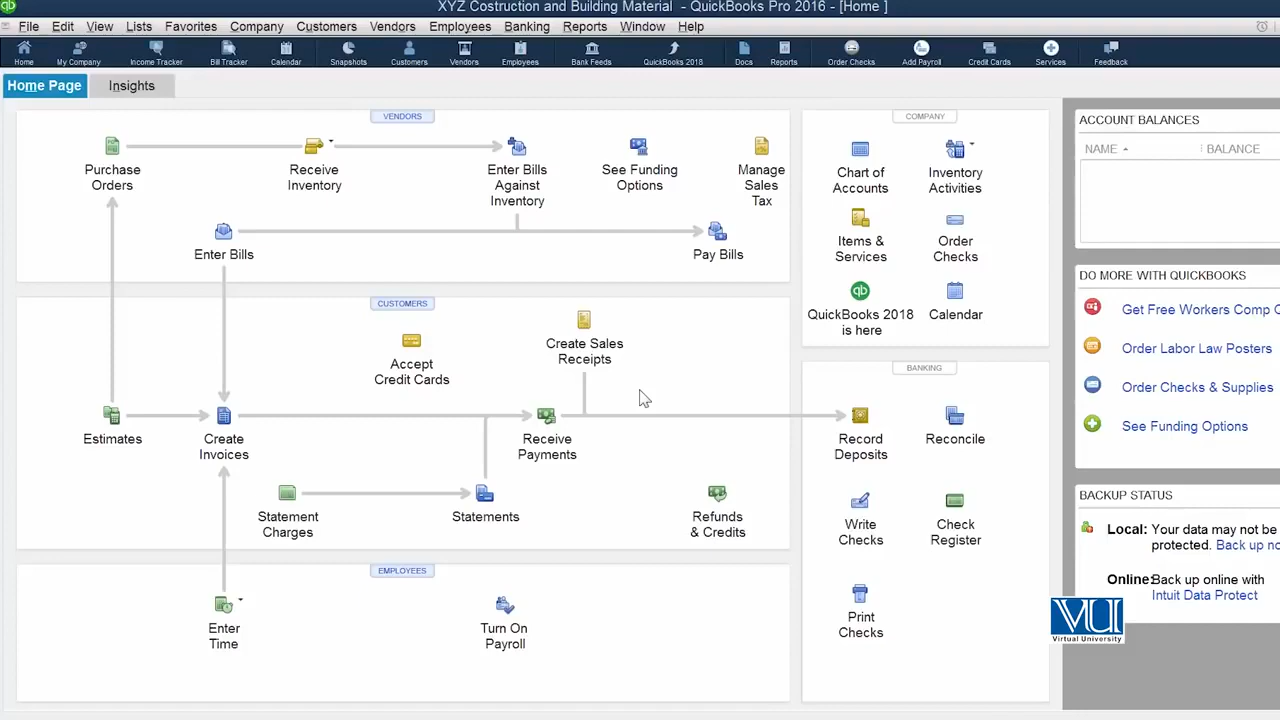 XYZ Costruction and Building Material - QuickBooks Pro 2016 - [Home ]
File Edit View Lists Favorites Company Customers Vendors Employees Banking Reports Window Help
Home My Company Income Tracker Bill Tracker Calendar Snapshots Customers Vendors Employees Bank Feeds QuickBooks 2018 Docs Reports Order Checks Add Payroll Credit Cards Services Feedback
Home Page Insights
VENDORS
Purchase
Orders
Receive
Inventory
Enter Bills
Against
Inventory
See Funding
Options
Manage
Sales
Tax
Enter Bills
Pay Bills
CUSTOMERS
Accept
Credit Cards
Create Sales
Receipts
Estimates
Create
Invoices
Receive
Payments
Statement
Charges
Statements
Refunds
& Credits
EMPLOYEES
Enter
Time
Turn On
Payroll
COMPANY
Chart of
Accounts
Inventory
Activities
Items &
Services
Order
Checks
qb
QuickBooks 2018
is here
Calendar
BANKING
Record
Deposits
Reconcile
Write
Checks
Check
Register
Print
Checks
ACCOUNT BALANCES
NAME BALANCE
DO MORE WITH QUICKBOOKS
Get Free Workers Comp
Order Labor Law Posters
Order Checks & Supplies
See Funding Options
BACKUP STATUS
Local: Your data may not be
protected. Back up
Online: Back up online with
Intuit Data Protect
VU
Virtual University